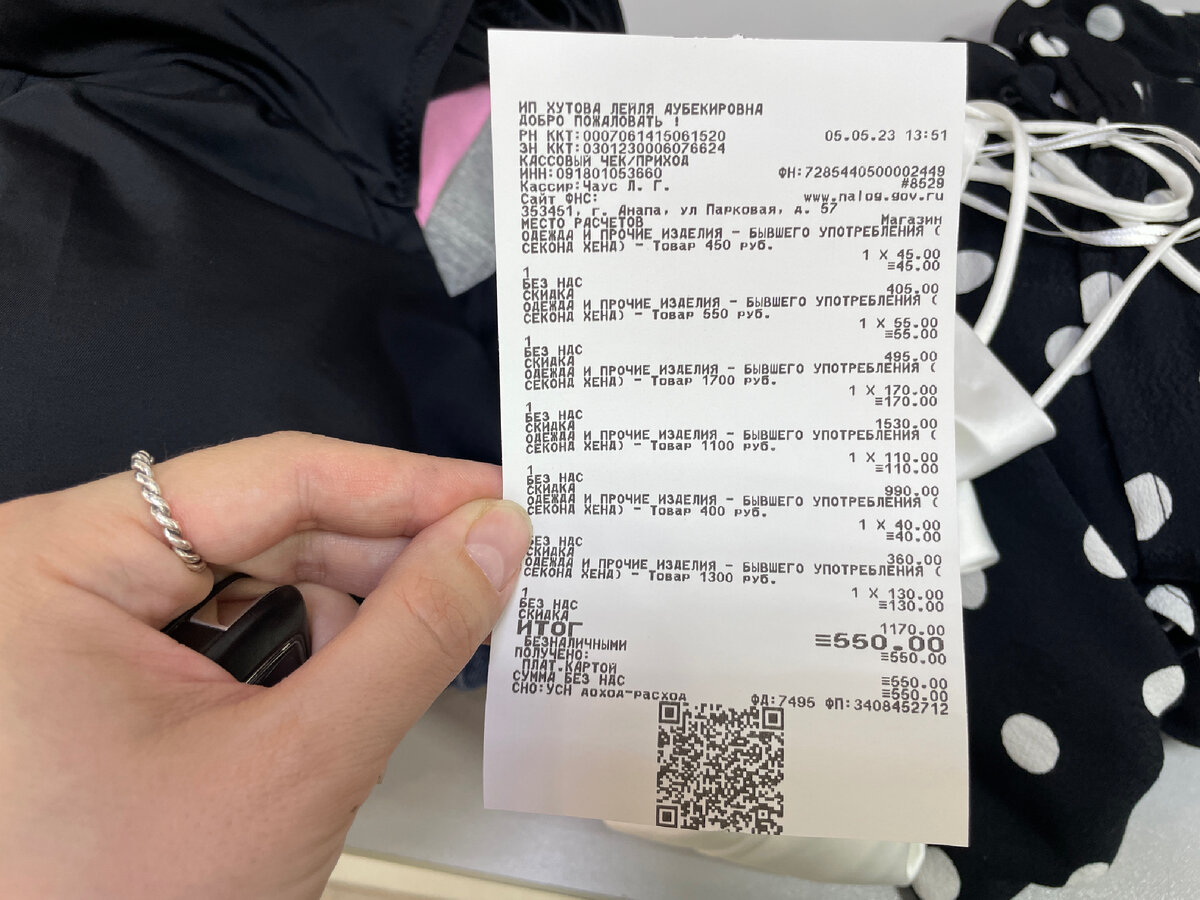 ИП ХУТОВА ЛЕЙЛЯ АУБЕКИРОВНА
ДОБРО ПОЖАЛОВАТЬ !
РН ККТ:0007061415061520 05.05.23 13:51
ЗН ККТ:0301230006076624
КАССОВЫЙ ЧЕК/ПРИХОД
ИНН:091801053660 ФН:7285440500002449
Кассир:Чаус Л. Г. #8529
Сайт ФНС: www.nalog.gov.ru
353451, г. Анапа, ул Парковая, д. 57
МЕСТО РАСЧЕТОВ Магазин
ОДЕЖДА И ПРОЧИЕ ИЗДЕЛИЯ - БЫВШЕГО УПОТРЕБЛЕНИЯ (
СЕКОНД ХЕНД) - Товар 450 руб.
1 X 45.00
1 ≡45.00
БЕЗ НДС
СКИДКА 405.00
ОДЕЖДА И ПРОЧИЕ ИЗДЕЛИЯ - БЫВШЕГО УПОТРЕБЛЕНИЯ (
СЕКОНД ХЕНД) - Товар 550 руб.
1 X 55.00
1 ≡55.00
БЕЗ НДС
СКИДКА 495.00
ОДЕЖДА И ПРОЧИЕ ИЗДЕЛИЯ - БЫВШЕГО УПОТРЕБЛЕНИЯ (
СЕКОНД ХЕНД) - Товар 1700 руб.
1 X 170.00
1 ≡170.00
БЕЗ НДС
СКИДКА 1530.00
ОДЕЖДА И ПРОЧИЕ ИЗДЕЛИЯ - БЫВШЕГО УПОТРЕБЛЕНИЯ (
СЕКОНД ХЕНД) - Товар 1100 руб.
1 X 110.00
1 ≡110.00
БЕЗ НДС
СКИДКА 990.00
ОДЕЖДА И ПРОЧИЕ ИЗДЕЛИЯ - БЫВШЕГО УПОТРЕБЛЕНИЯ (
СЕКОНД ХЕНД) - Товар 400 руб.
1 X 40.00
≡40.00
БЕЗ НДС
СКИДКА 360.00
ОДЕЖДА И ПРОЧИЕ ИЗДЕЛИЯ - БЫВШЕГО УПОТРЕБЛЕНИЯ (
СЕКОНД ХЕНД) - Товар 1300 руб.
1 X 130.00
1 ≡130.00
БЕЗ НДС
СКИДКА 1170.00
ИТОГ ≡550.00
БЕЗНАЛИЧНЫМИ ≡550.00
ПОЛУЧЕНО:
ПЛАТ.КАРТОЙ ≡550.00
СУММА БЕЗ НДС ≡550.00
СНО:УСН доход-расход ФД:7495 ФП:3408452712